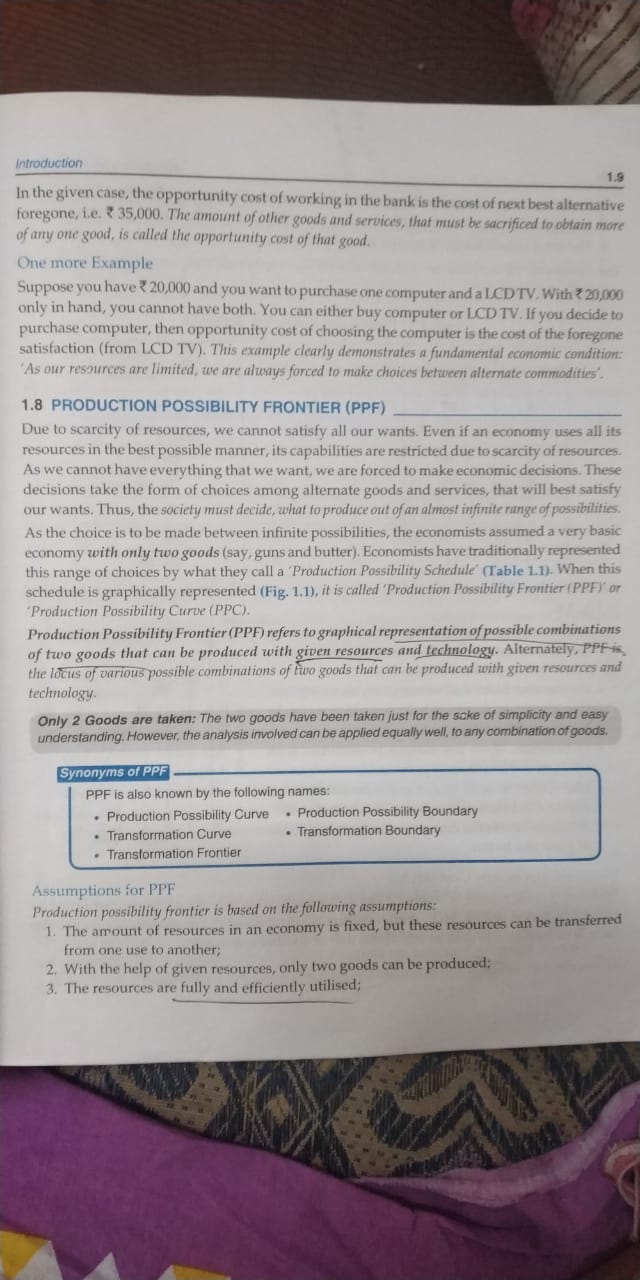 Introduction
1.9
In the given case, the opportunity cost of working in the bank is the cost of next best alternative
foregone, i.e. ₹ 35,000. The amount of other goods and services, that must be sacrificed to obtain more
of any one good, is called the opportunity cost of that good.
One more Example
Suppose you have ₹ 20,000 and you want to purchase one computer and a LCD TV. With ₹ 20,000
only in hand, you cannot have both. You can either buy computer or LCD TV. If you decide to
purchase computer, then opportunity cost of choosing the computer is the cost of the foregone
satisfaction (from LCD TV). This example clearly demonstrates a fundamental economic condition:
'As our resources are limited, we are always forced to make choices between alternate commodities'.
1.8 PRODUCTION POSSIBILITY FRONTIER (PPF)
Due to scarcity of resources, we cannot satisfy all our wants. Even if an economy uses all its
resources in the best possible manner, its capabilities are restricted due to scarcity of resources.
As we cannot have everything that we want, we are forced to make economic decisions. These
decisions take the form of choices among alternate goods and services, that will best satisfy
our wants. Thus, the society must decide, what to produce out of an almost infinite range of possibilities.
As the choice is to be made between infinite possibilities, the economists assumed a very basic
economy with only two goods (say, guns and butter). Economists have traditionally represented
this range of choices by what they call a 'Production Possibility Schedule' (Table 1.1). When this
schedule is graphically represented (Fig. 1.1), it is called 'Production Possibility Frontier (PPF)' or
'Production Possibility Curve (PPC).
Production Possibility Frontier (PPF) refers to graphical representation of possible combinations
of two goods that can be produced with given resources and technology. Alternately, PPF is
the locus of various possible combinations of two goods that can be produced with given resources and
technology.
Only 2 Goods are taken: The two goods have been taken just for the sake of simplicity and easy
understanding. However, the analysis involved can be applied equally well, to any combination of goods.
Synonyms of PPF
PPF is also known by the following names:
• Production Possibility Curve • Production Possibility Boundary
• Transformation Curve • Transformation Boundary
• Transformation Frontier
Assumptions for PPF
Production possibility frontier is based on the following assumptions:
1. The amount of resources in an economy is fixed, but these resources can be transferred
from one use to another;
2. With the help of given resources, only two goods can be produced;
3. The resources are fully and efficiently utilised;